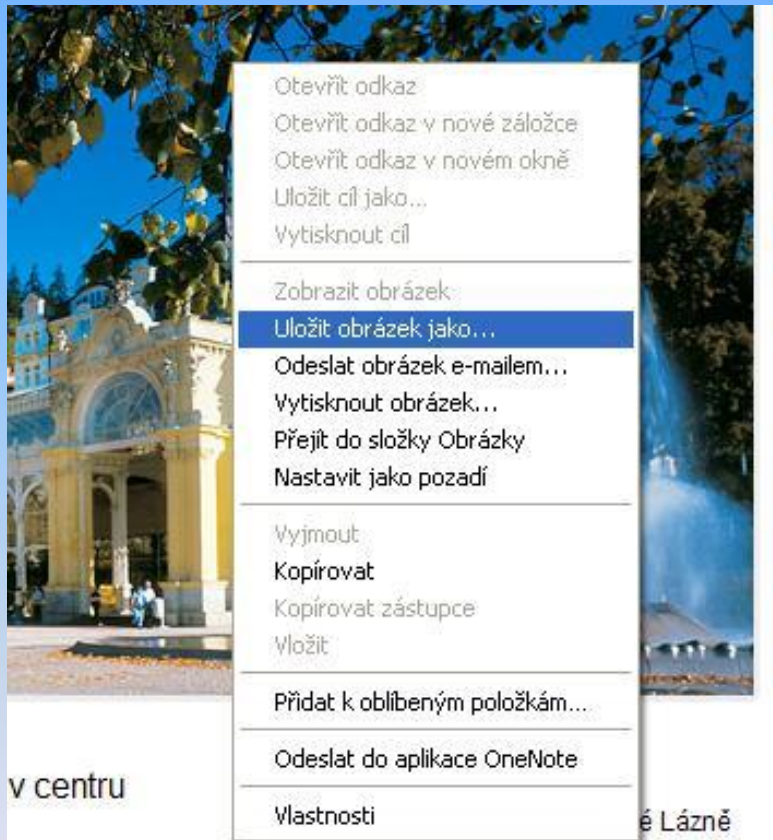 Otevřít odkaz
Otevřít odkaz v nové záložce
Otevřít odkaz v novém okně
Uložit cíl jako...
Vytisknout cíl
Zobrazit obrázek
Uložit obrázek jako...
Odeslat obrázek e-mailem...
Vytisknout obrázek...
Přejít do složky Obrázky
Nastavit jako pozadí
Vyjmout
Kopírovat
Kopírovat zástupce
Vložit
Přidat k oblíbeným položkám...
Odeslat do aplikace OneNote
Vlastnosti
v centru
é Lázně